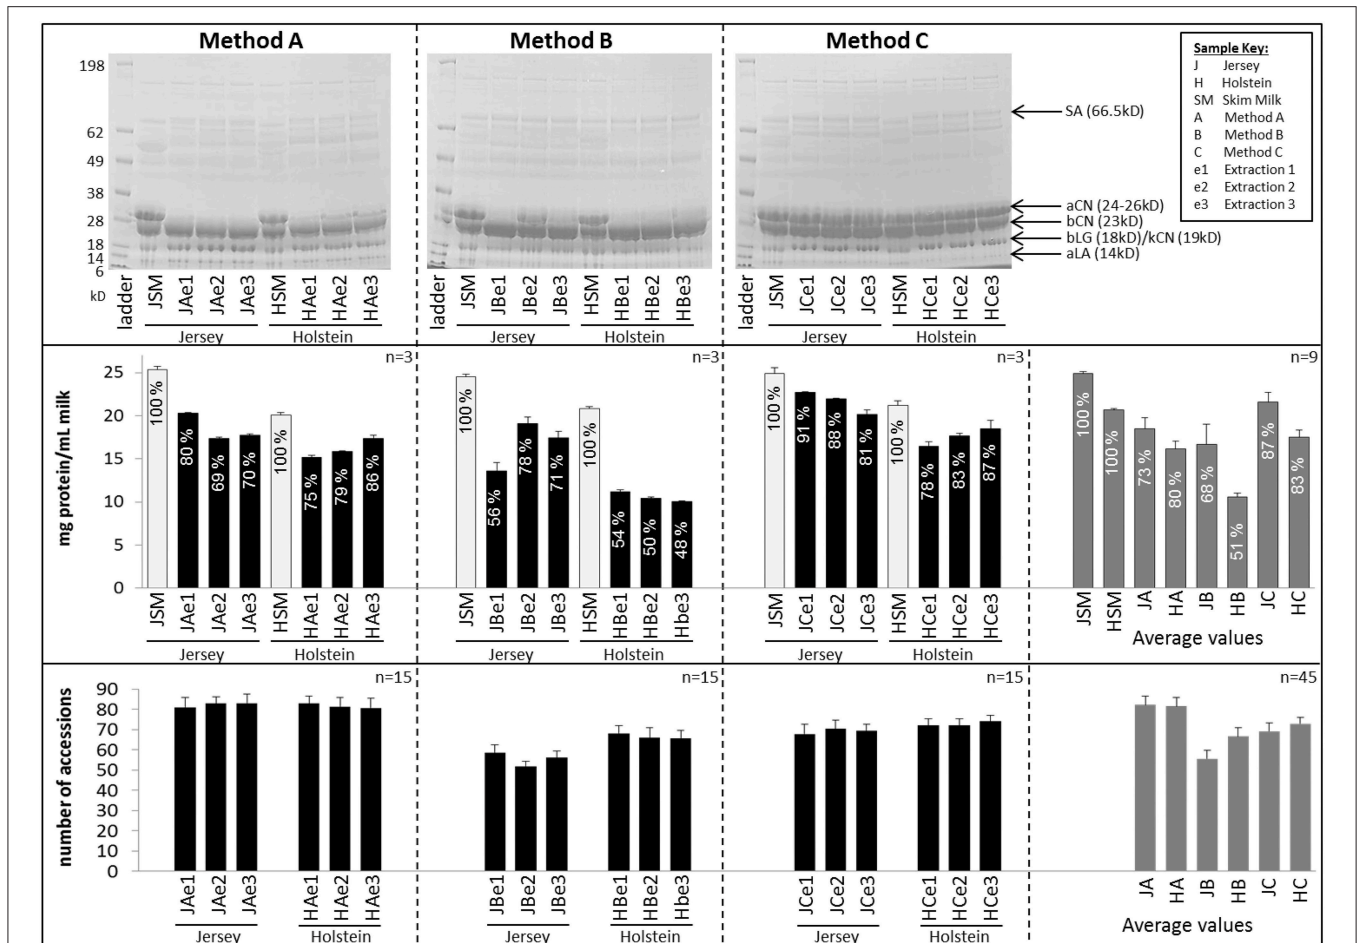 Method A
Method B
Method C
198
62
49
38
28
18
14
6
kD
ladder JSM JAe1 JAe2 JAe3 HSM HAe1 HAe2 HAe3
Jersey Holstein
ladder JSM JBe1 JBe2 JBe3 HSM HBe1 HBe2 HBe3
Jersey Holstein
ladder JSM JCe1 JCe2 JCe3 HSM HCe1 HCe2 HCe3
Jersey Holstein
SA (66.5kD)
aCN (24-26kD)
bCN (23kD)
bLG (18kD)/kCN (19kD)
aLA (14kD)
Sample Key:
J Jersey
H Holstein
SM Skim Milk
A Method A
B Method B
C Method C
e1 Extraction 1
e2 Extraction 2
e3 Extraction 3
mg protein/mL milk
25
20
15
10
5
0
n=3
100 % 80 % 69 % 70 % 100 % 75 % 79 % 86 %
JSM JAe1 JAe2 JAe3 HSM HAe1 HAe2 HAe3
Jersey Holstein
n=3
100 % 56 % 78 % 71 % 100 % 54 % 50 % 48 %
JSM JBe1 JBe2 JBe3 HSM HBe1 HBe2 Hbe3
Jersey Holstein
n=3
100 % 91 % 88 % 81 % 100 % 78 % 83 % 87 %
JSM JCe1 JCe2 JCe3 HSM HCe1 HCe2 HCe3
Jersey Holstein
n=9
100 % 100 % 73 % 80 % 68 % 51 % 87 % 83 %
JSM HSM JA HA JB HB JC HC
Average values
number of accessions
90
80
70
60
50
40
30
20
10
0
n=15
JAe1 JAe2 JAe3 HAe1 HAe2 HAe3
Jersey Holstein
n=15
JBe1 JBe2 JBe3 HBe1 HBe2 Hbe3
Jersey Holstein
n=15
JCe1 JCe2 JCe3 HCe1 HCe2 HCe3
Jersey Holstein
n=45
JA HA JB HB JC HC
Average values